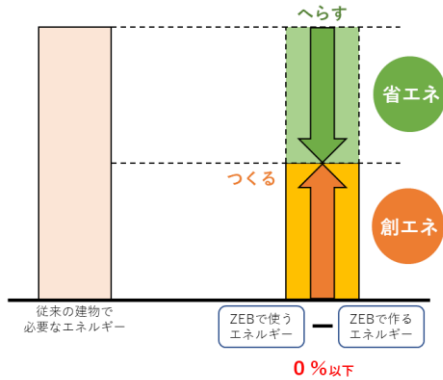 へらす
省エネ
つくる
創エネ
従来の建物で
必要なエネルギー
ZEBで使う
エネルギー
ー
ZEBで作る
エネルギー
0 %以下